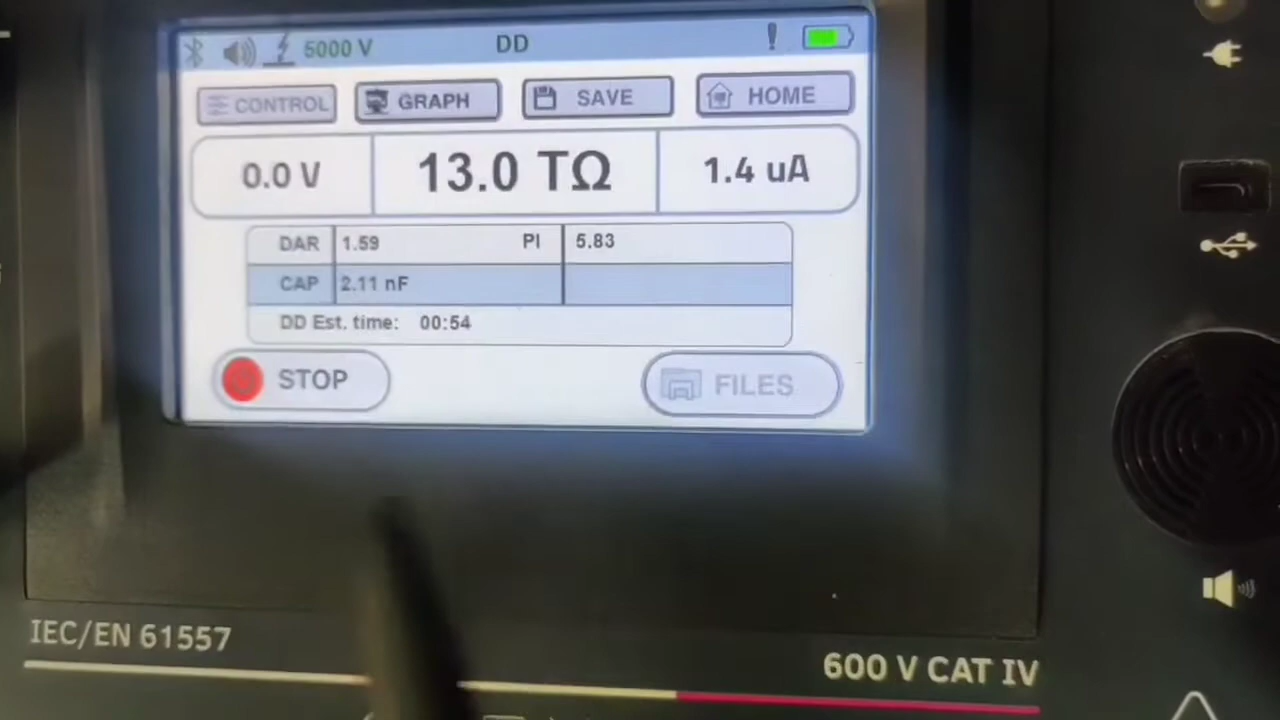 5000 V DD
CONTROL GRAPH SAVE HOME
0.0 V 13.0 TΩ 1.4 uA
DAR 1.59 PI 5.83
CAP 2.11 nF
DD Est. time: 00:54
STOP FILES
IEC/EN 61557
600 V CAT IV